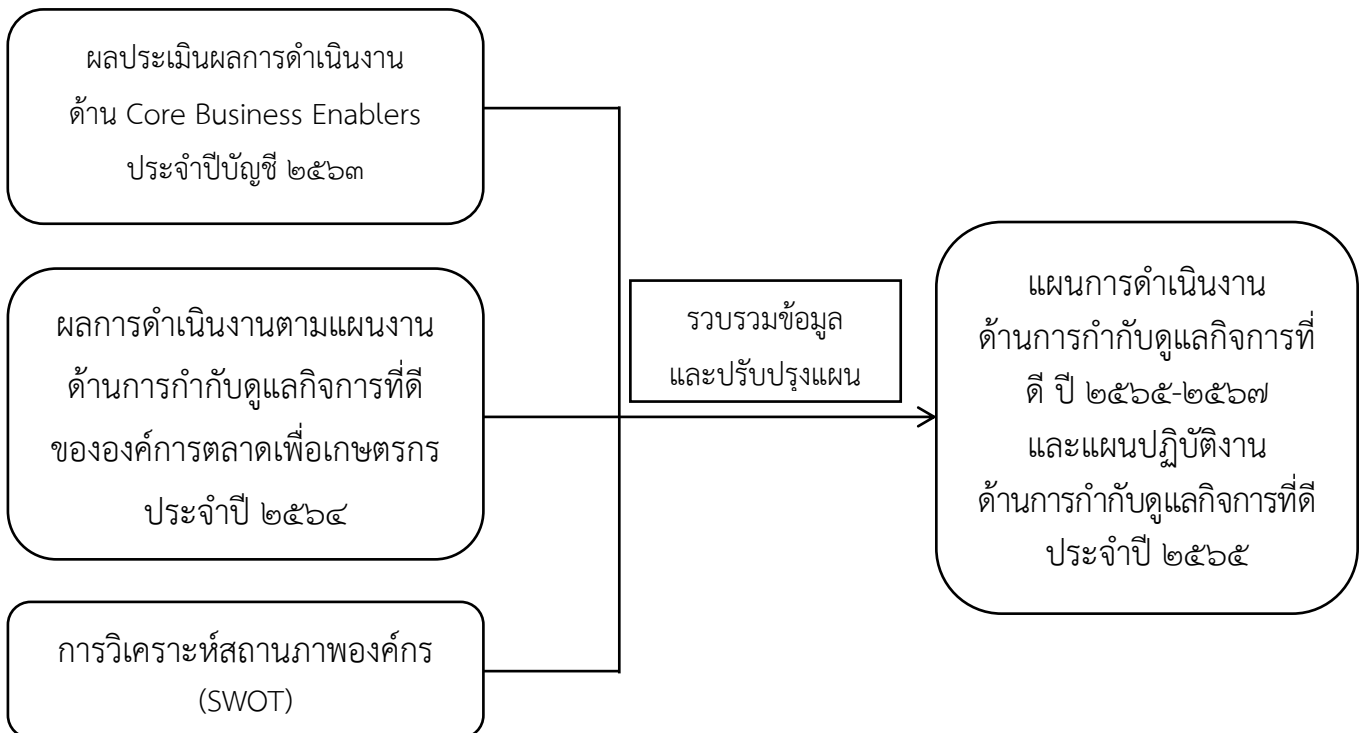 ผลประเมินผลการดำเนินงาน
ด้าน Core Business Enablers
ประจำปีบัญชี ๒๕๖๓
ผลการดำเนินงานตามแผนงาน
ด้านการกำกับดูแลกิจการที่ดี
ขององค์การตลาดเพื่อเกษตรกร
ประจำปี ๒๕๖๔
การวิเคราะห์สถานภาพองค์กร
(SWOT)
รวบรวมข้อมูล
และปรับปรุงแผน
แผนการดำเนินงาน
ด้านการกำกับดูแลกิจการที่
ดี ปี ๒๕๖๕-๒๕๖๗
และแผนปฏิบัติงาน
ด้านการกำกับดูแลกิจการที่ดี
ประจำปี ๒๕๖๕